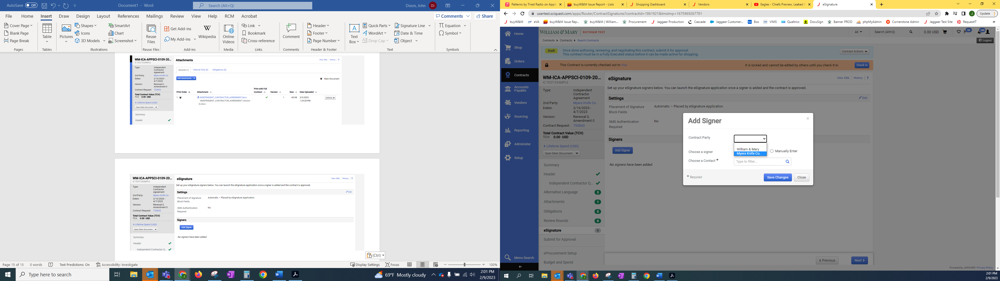 AutoSave Off Document1 - Word Search (Alt+Q) Dixon, John DJ
File Home Insert Draw Design Layout References Mailings Review View Help RCM Acrobat Comments Share
Cover Page
Blank Page
Page Break
Pages
Table
Tables
Pictures
Shapes
Icons
3D Models
SmartArt
Chart
Screenshot
Illustrations
Reuse
Files
Reuse Files
Get Add-ins
My Add-ins
W
Wikipedia
Add-ins
Online
Videos
Media
Link
Bookmark
Cross-reference
Links
Comment
Comments
Header
Footer
Page Number
Header & Footer
A
Text
Box
Quick Parts
WordArt
Drop Cap
Signature Line
Date & Time
Object
Text
Equation
Symbol
Symbols
WM-ICA-APPSCI-0109-20...
IC TEST EXAMPLE
Type: Independent
Contractor
Agreement
2nd Party: Myers Knife Co.
Dates: 2/16/2023 -
4/7/2023
Version: Renewal 0,
Amendment 0
Contract Request: 753843
Total Contract Value (TCV)
TCV: 0.00 USD
Lifetime Spend (USD)
Open Main Document
Summary
Header
Attachments View XML History ?
General (1) Internal Only (0) Obligations (0)
Add Attachments
Main Document
Print Order Attachment Print with Full
Contract Version Size Date Uploaded
1 INDEPENDENT_CONTRACTOR_AGREEMENT.docx 1 48 KB 2/9/2023 Actions
INDEPENDENT_CONTRACTOR_AGREEMENT (version 1:25:28 PM
2).docx
WM-ICA-APPSCI-0109-20...
IC TEST EXAMPLE
Type: Independent
Contractor
Agreement
2nd Party: Myers Knife Co.
Dates: 2/16/2023 -
4/7/2023
Version: Renewal 0,
Amendment 0
Contract Request: 753843
Total Contract Value (TCV)
TCV: 0.00 USD
Lifetime Spend (USD)
Open Main Document
Summary
Header
Independent Contractor Q...
eSignature View XML History ?
Set up your eSignature signers below. You can launch the eSignature application once a signer is added and the contract is approved.
Settings Edit
Placement of Signature Automatic – Placed by eSignature Application
Block Fields
SMS Authentication No
Required
Signers
Add Signer
No signers have been added.
(Ctrl)
Page 15 of 15 0 words Text Predictions: On Accessibility: Investigate Display Settings Focus 100%
Type here to search
69°F Mostly cloudy
2:01 PM
2/9/2023
Patterns by Tired Radio on Apple
buyW&M Issue Report - Lists
Shopping Dashboard
Vendors
Eagles - Chiefs Preview, Leaked
eSignature
usertest.sciquest.com/apps/Router/ContractSignatures?contractId=1861921&tmstmp=1675969267781 J Update
buyW&M eVA buyW&M Issue Rep... buyW&M | William... Procurement Jaggaer Production Cascade Jaggaer Customer... Box VIMS Qualtrics DocuSign Banner PROD phpMyAdmin Cornerstone Admin Jaggaer Test Site RequestIT »
Home
Shop
Orders
Contracts
Accounts
Payable
Vendors
Sourcing
Reporting
Administer
Setup
Menu Search
WILLIAM & MARY BUYW&M TEST All Search (Alt+Q) 0.00 USD 54 165
Contracts Contracts Search Contracts Logout
Draft Once done authoring, reviewing, and negotiating this contract, submit it for approval.
This contract must be in a Fully Executed status before it can be made active for shopping.
Contract Actions
This Contract is currently checked out to You It is locked and cannot be edited by others until you check it in. Check In
WM-ICA-APPSCI-0109-20...
IC TEST EXAMPLE
Type: Independent
Contractor
Agreement
2nd Party: Myers Knife Co.
Dates: 2/16/2023 -
4/7/2023
Version: Renewal 0,
Amendment 0
Contract Request: 753843
Total Contract Value (TCV)
TCV: 0.00 USD
Lifetime Spend (USD)
Open Main Document
Summary
Header
Independent Contractor Q...
Alternative Language 3
Attachments 1
Obligations 0
Review Rounds 0
eSignature 0
Submit for Approval
eProcurement Setup
Budget and Spend
eSignature View XML History ?
Set up your eSignature signers below. You can launch the eSignature application once a signer is added and the contract is approved.
Settings Edit
Placement of Signature Automatic – Placed by eSignature Application
Block Fields
SMS Authentication No
Required
Signers
Add Signer
No signers have been added.
Add Signer ×
Contract Party
William & Mary
Myers Knife Co.
Choose a signer Manually Enter
Choose a Contact * Type to filter...
* Required Save Changes Close
Previous Next
Powered by JAGGAER | Privacy Policy
2:01 PM
2/9/2023